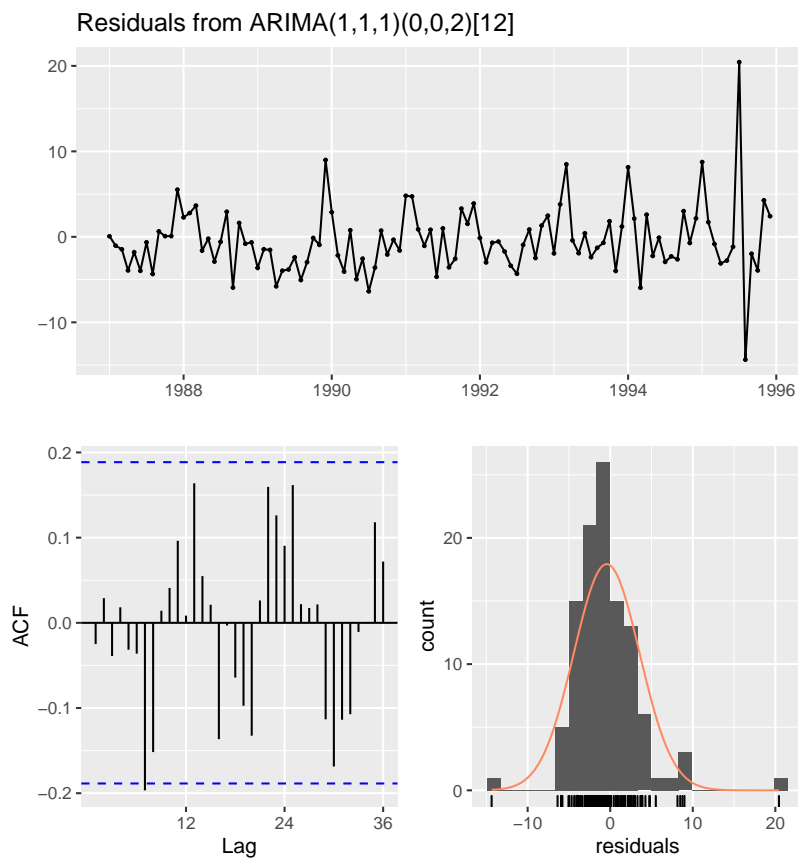 Residuals from ARIMA(1,1,1)(0,0,2)[12]
20
10
0
−10
1988 1990 1992 1994 1996
0.2
0.1
0.0
−0.1
−0.2
ACF
12 24 36
Lag
20
10
0
count
−10 0 10 20
residuals